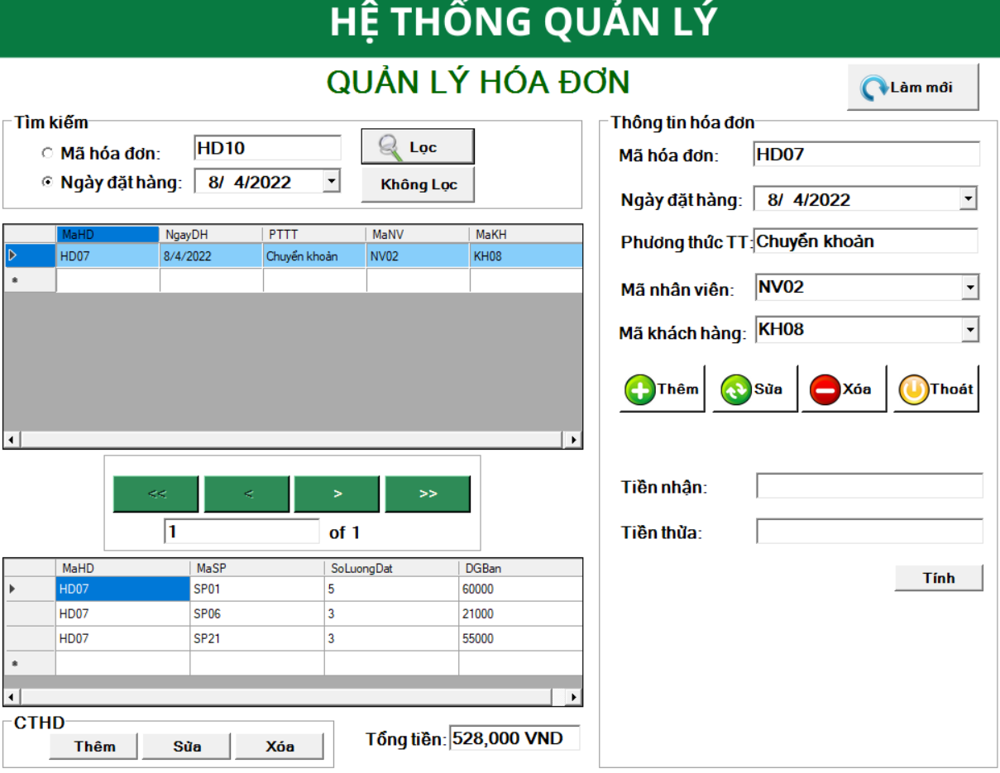 HỆ THỐNG QUẢN LÝ
QUẢN LÝ HÓA ĐƠN
Làm mới
Tìm kiếm
Mã hóa đơn: HD10
Lọc
Ngày đặt hàng: 8/ 4/2022
Không Lọc
MaHD NgayDH PTTT MaNV MaKH
HD07 8/4/2022 Chuyển khoản NV02 KH08
*
<< < > >>
1 of 1
MaHD MaSP SoLuongDat DGBan
HD07 SP01 5 60000
HD07 SP06 3 21000
HD07 SP21 3 55000
*
CTHD
Thêm Sửa Xóa
Tổng tiền: 528,000 VND
Thông tin hóa đơn
Mã hóa đơn: HD07
Ngày đặt hàng: 8/ 4/2022
Phương thức TT: Chuyển khoản
Mã nhân viên: NV02
Mã khách hàng: KH08
Thêm Sửa Xóa Thoát
Tiền nhận:
Tiền thừa:
Tính